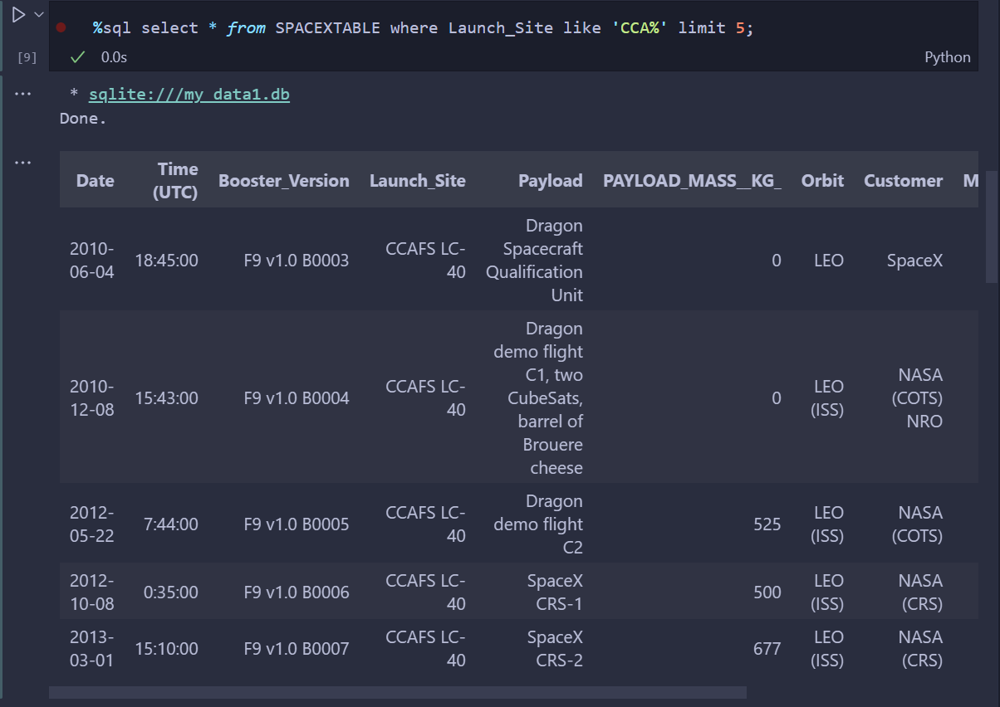 %sql select * from SPACEXTABLE where Launch_Site like 'CCA%' limit 5;
[9] 0.0s Python
* sqlite:///my_data1.db
Done.
Date Time (UTC) Booster_Version Launch_Site Payload PAYLOAD_MASS__KG_ Orbit Customer M
2010-06-04 18:45:00 F9 v1.0 B0003 CCAFS LC-40 Dragon Spacecraft Qualification Unit 0 LEO SpaceX
2010-12-08 15:43:00 F9 v1.0 B0004 CCAFS LC-40 Dragon demo flight C1, two CubeSats, barrel of Brouere cheese 0 LEO (ISS) NASA (COTS) NRO
2012-05-22 7:44:00 F9 v1.0 B0005 CCAFS LC-40 Dragon demo flight C2 525 LEO (ISS) NASA (COTS)
2012-10-08 0:35:00 F9 v1.0 B0006 CCAFS LC-40 SpaceX CRS-1 500 LEO (ISS) NASA (CRS)
2013-03-01 15:10:00 F9 v1.0 B0007 CCAFS LC-40 SpaceX CRS-2 677 LEO (ISS) NASA (CRS)